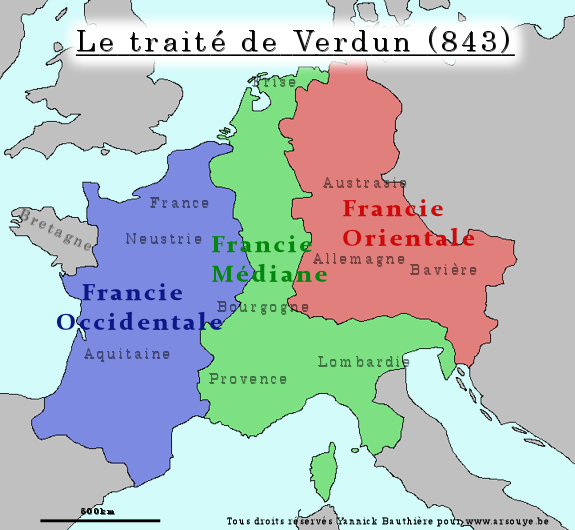 Le traité de Verdun (843)
Frise
Austrasie
France
Francie
Orientale
Bretagne
Neustrie
Francie
Médiane
Allemagne
Bavière
Francie
Occidentale
Bourgogne
Aquitaine
Lombardie
Provence
600km
Tous droits réservés Yannick Bauthière pour www.arsouye.be